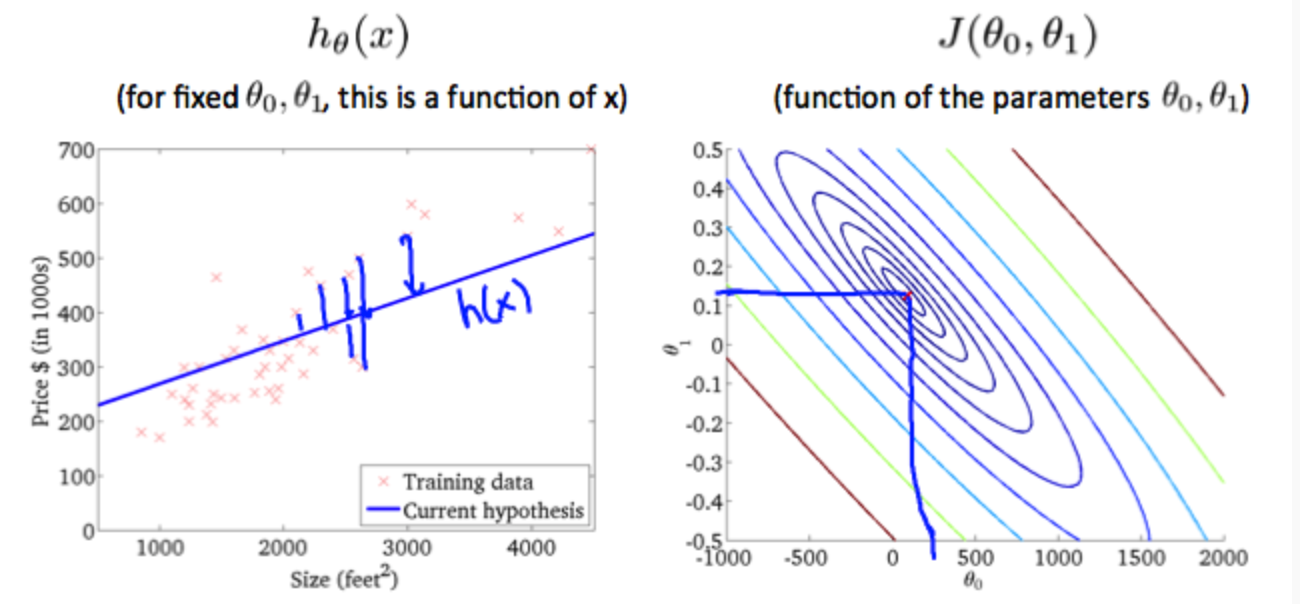 hθ(x)
(for fixed θ₀, θ₁, this is a function of x)
700
600
500
400
300
200
100
0
Price $ (in 1000s)
h(x)
Training data
Current hypothesis
1000 2000 3000 4000
Size (feet²)
J(θ₀, θ₁)
(function of the parameters θ₀, θ₁)
0.5
0.4
0.3
0.2
0.1
0
-0.1
-0.2
-0.3
-0.4
-0.5
θ₁
-1000 -500 0 500 1000 1500 2000
θ₀